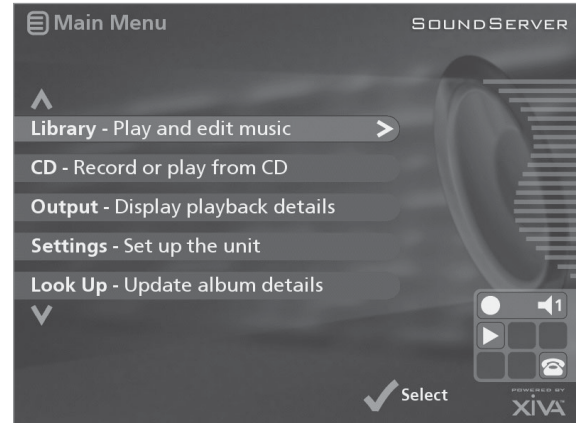 Main Menu
SOUNDSERVER
Library - Play and edit music
CD - Record or play from CD
Output - Display playback details
Settings - Set up the unit
Look Up - Update album details
1
Select
POWERED BY
XiVA